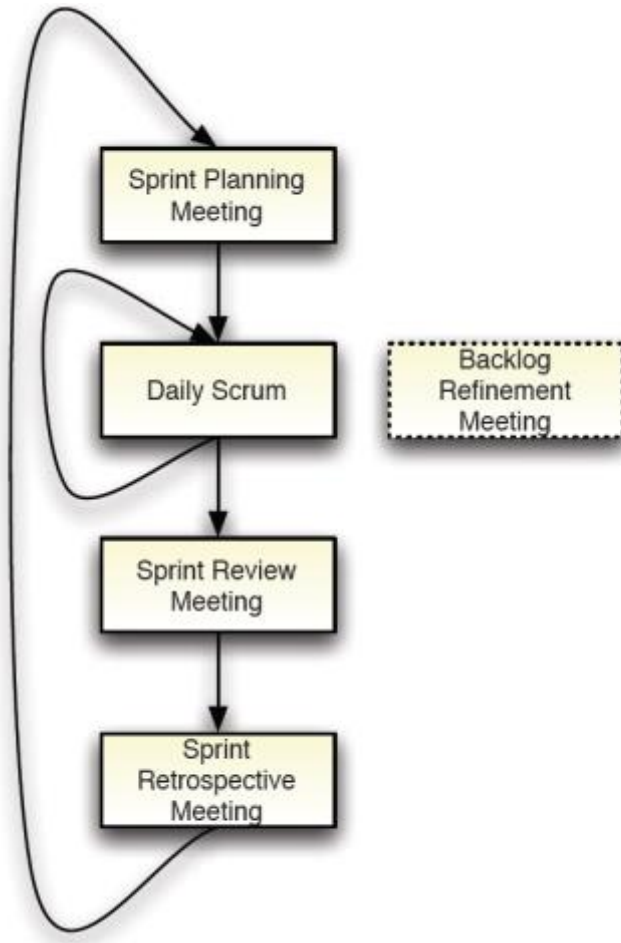 Sprint Planning
Meeting
Daily Scrum
Backlog
Refinement
Meeting
Sprint Review
Meeting
Sprint
Retrospective
Meeting